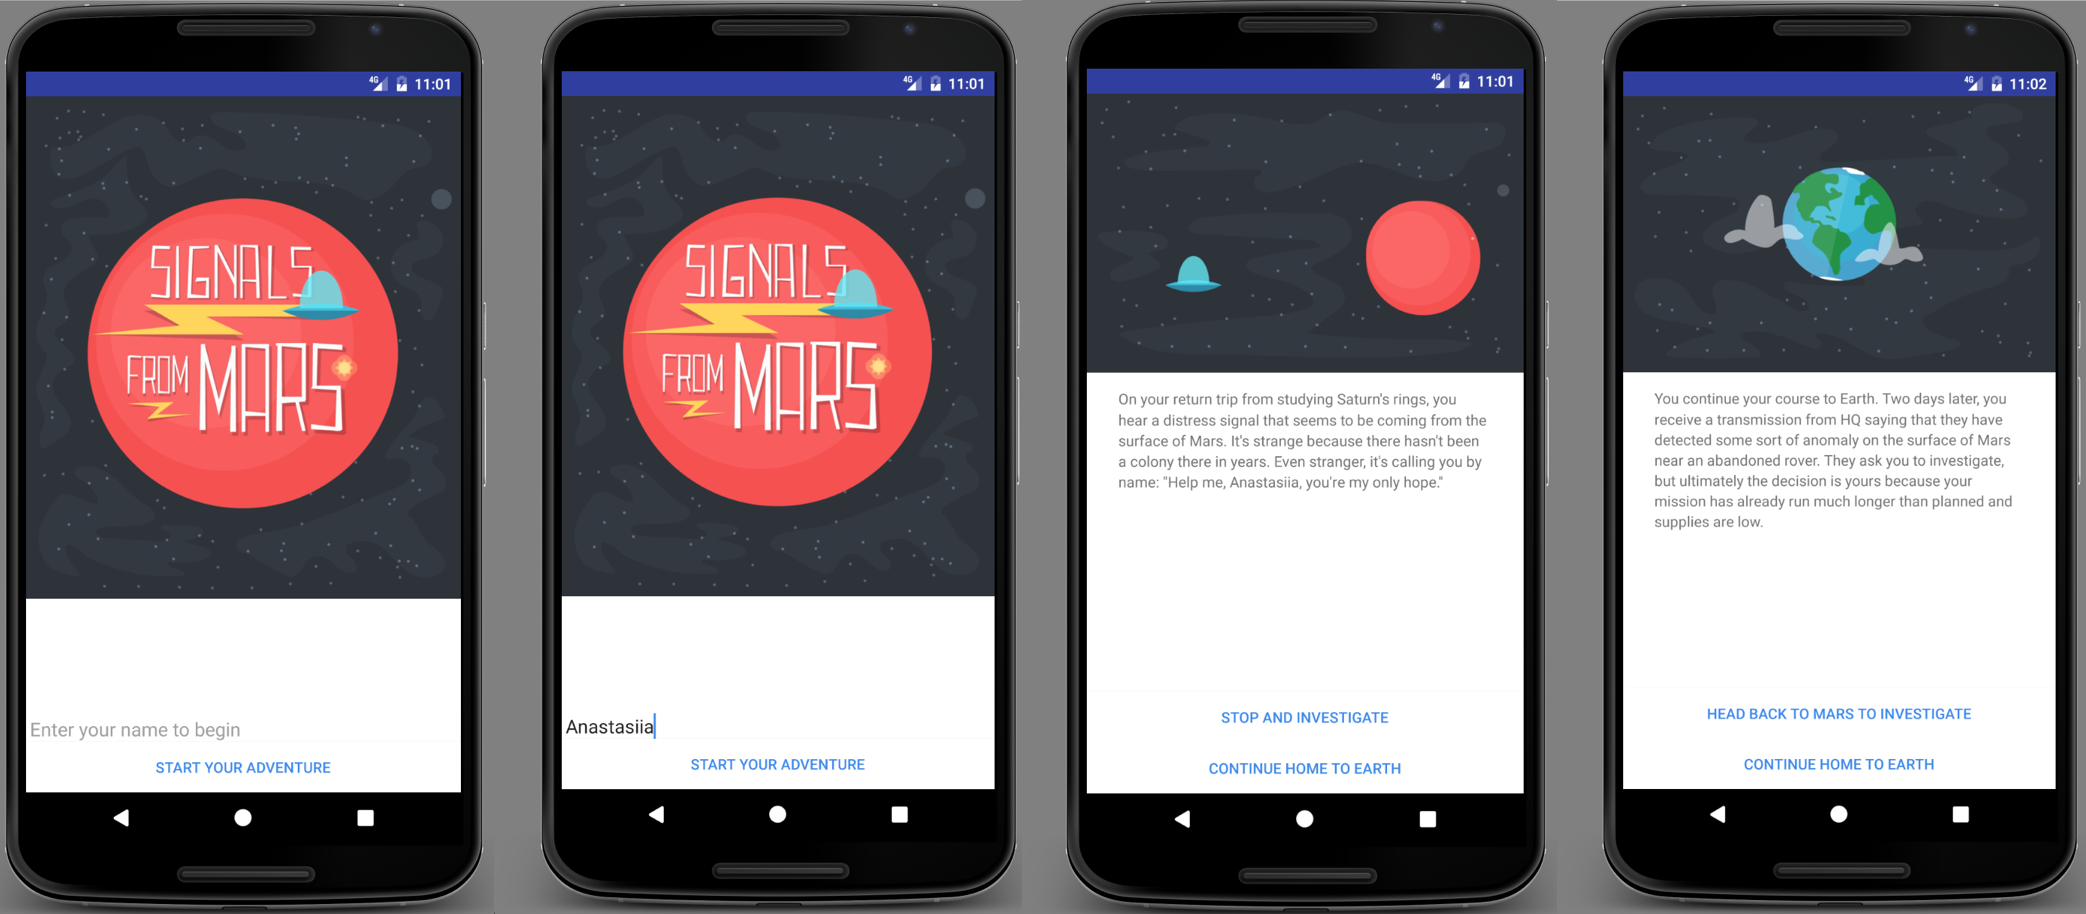 4G 11:01
SIGNALS
FROM MARS
Enter your name to begin
START YOUR ADVENTURE
4G 11:01
SIGNALS
FROM MARS
Anastasiia
START YOUR ADVENTURE
4G 11:01
On your return trip from studying Saturn's rings, you
hear a distress signal that seems to be coming from the
surface of Mars. It's strange because there hasn't been
a colony there in years. Even stranger, it's calling you by
name: "Help me, Anastasiia, you're my only hope."
STOP AND INVESTIGATE
CONTINUE HOME TO EARTH
4G 11:02
You continue your course to Earth. Two days later, you
receive a transmission from HQ saying that they have
detected some sort of anomaly on the surface of Mars
near an abandoned rover. They ask you to investigate,
but ultimately the decision is yours because your
mission has already run much longer than planned and
supplies are low.
HEAD BACK TO MARS TO INVESTIGATE
CONTINUE HOME TO EARTH